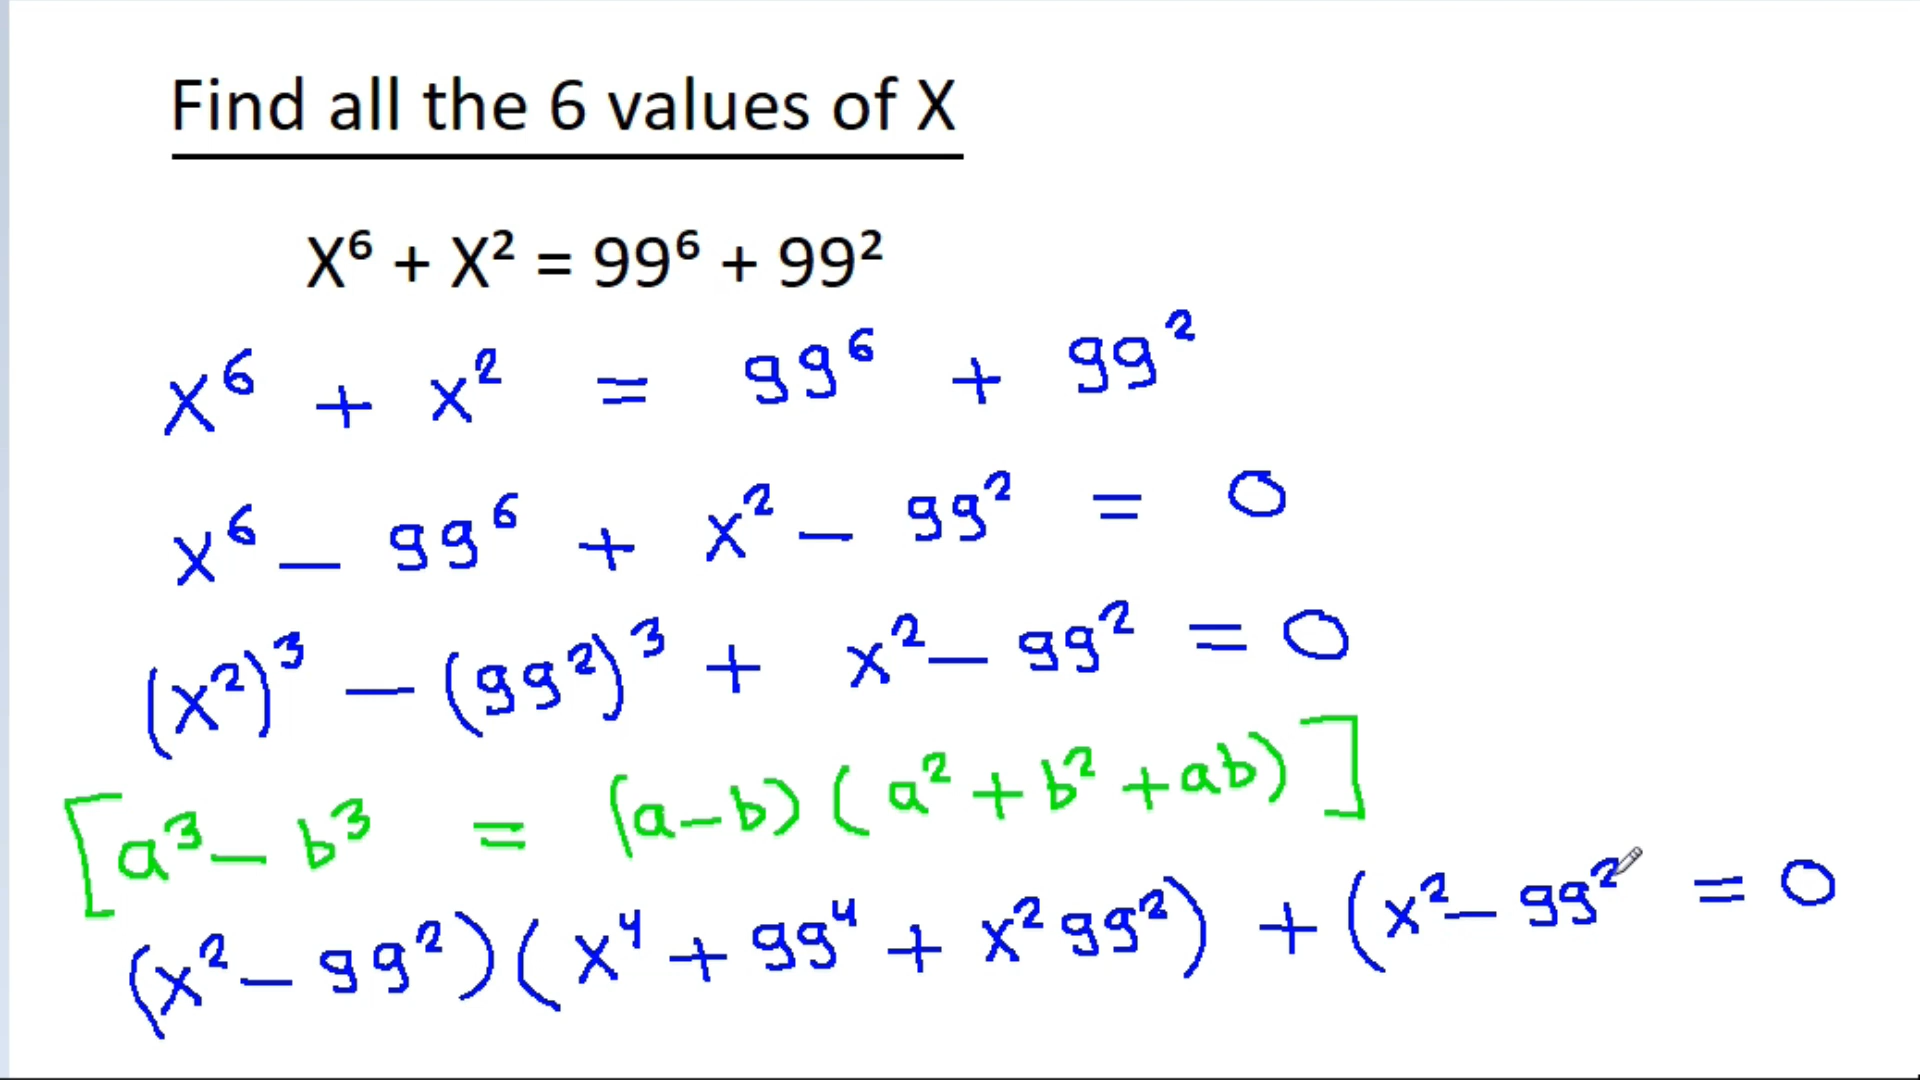 Find all the 6 values of X
X⁶ + X² = 99⁶ + 99²
x⁶ + x² = 99⁶ + 99²
x⁶ – 99⁶ + x² – 99² = 0
(x²)³ – (99²)³ + x² – 99² = 0
[a³ – b³ = (a–b)(a² + b² + ab)]
(x² – 99²)(x⁴ + 99⁴ + x²99²) + (x² – 99² = 0